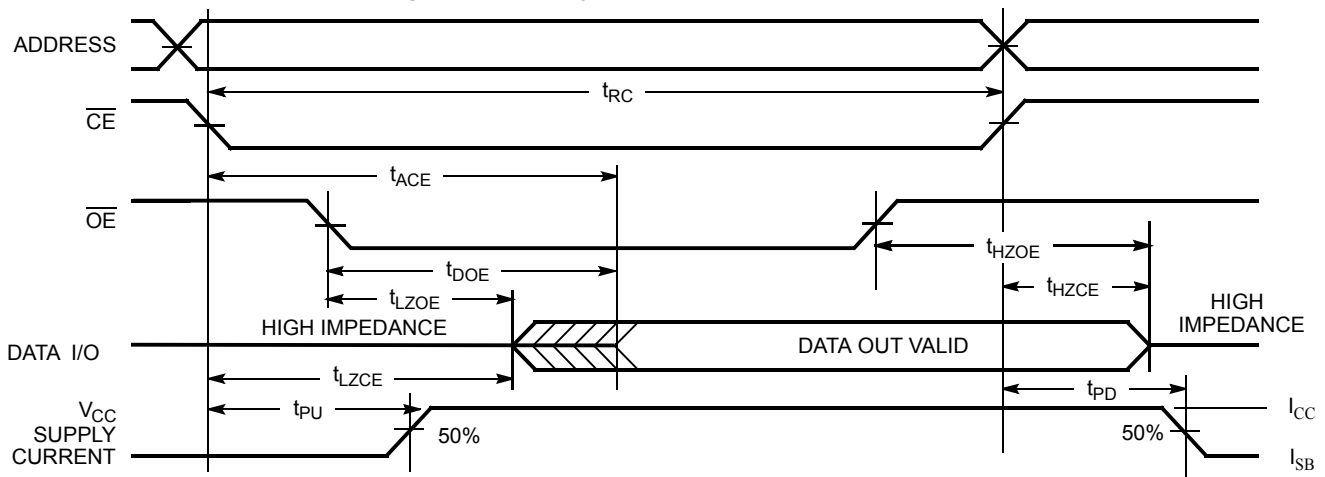 ADDRESS
tRC
CE
tACE
OE
tHZOE
tDOE
tHZCE
tLZOE
HIGH IMPEDANCE
HIGH
IMPEDANCE
DATA I/O
DATA OUT VALID
tLZCE
tPU
tPD
VCC
SUPPLY
CURRENT
50%
50%
ICC
ISB